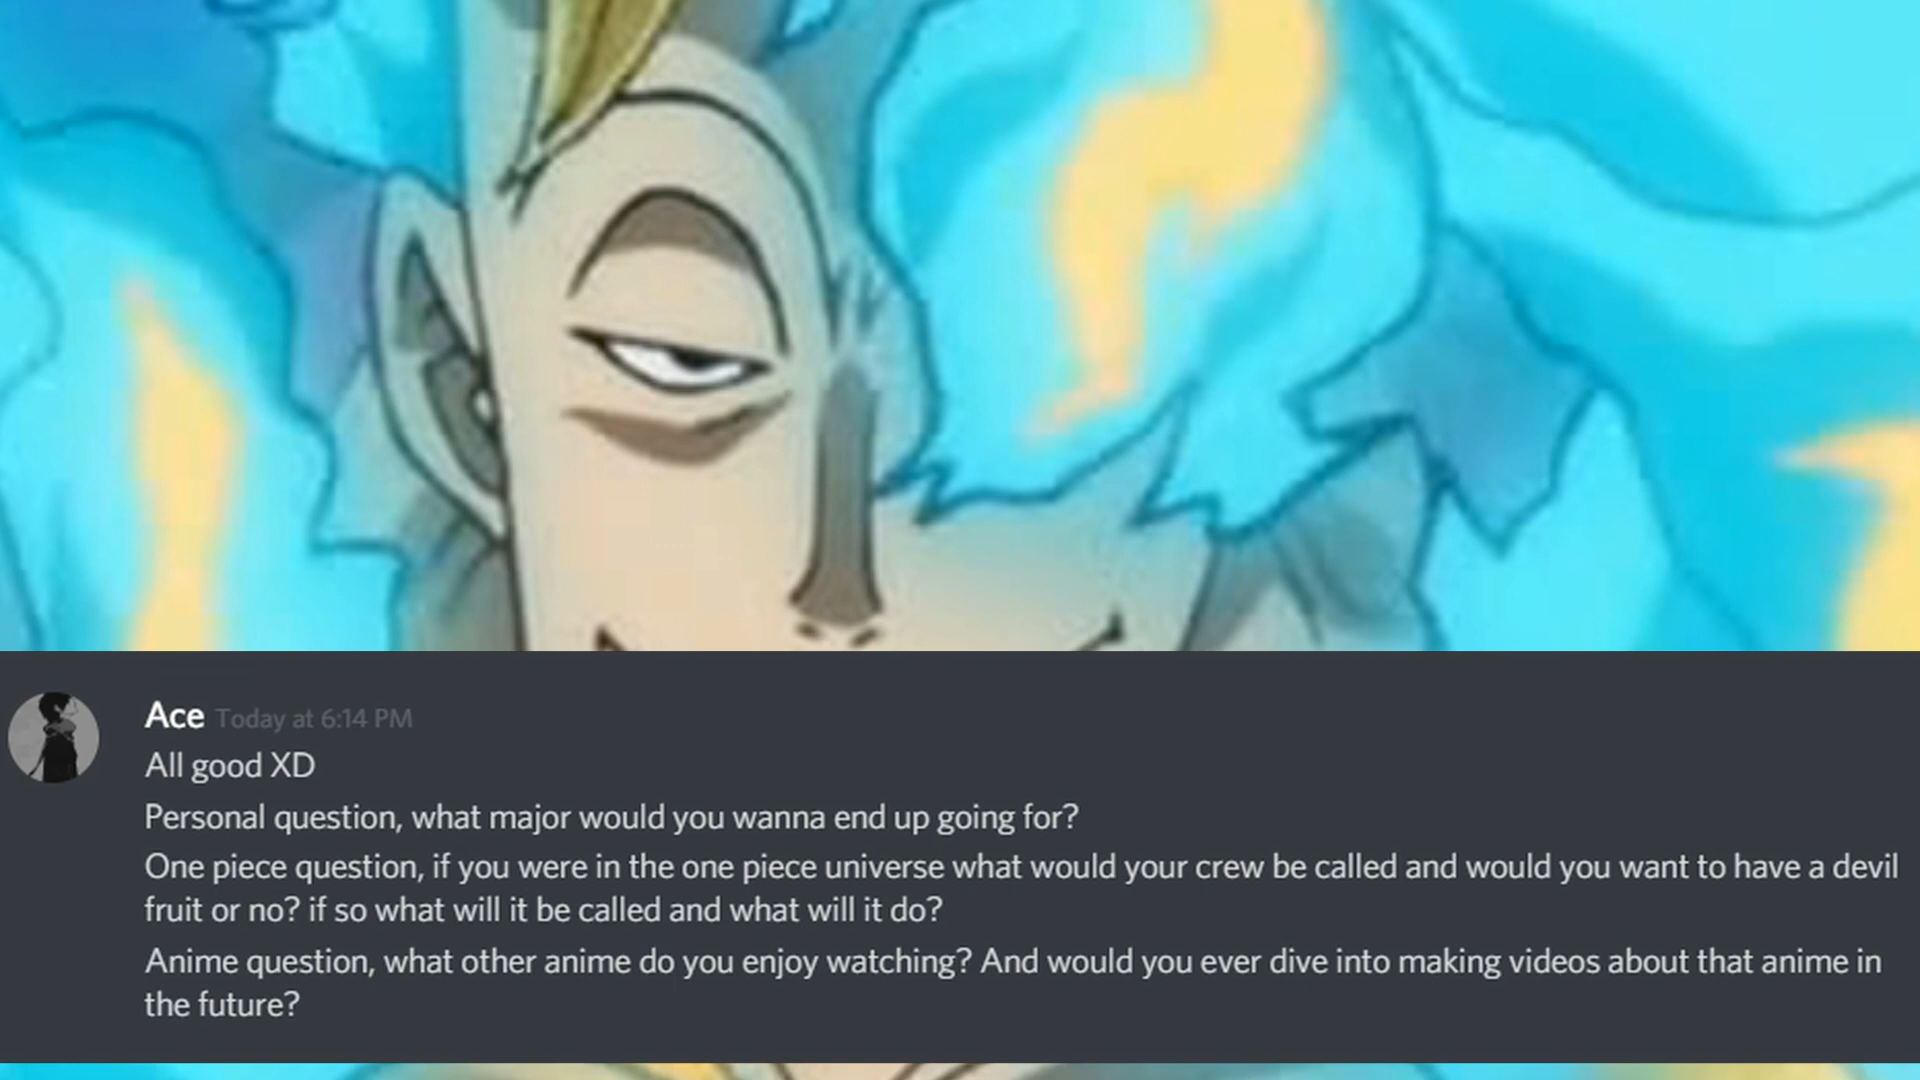 Ace Today at 6:14 PM
All good XD
Personal question, what major would you wanna end up going for?
One piece question, if you were in the one piece universe what would your crew be called and would you want to have a devil
fruit or no? if so what will it be called and what will it do?
Anime question, what other anime do you enjoy watching? And would you ever dive into making videos about that anime in
the future?